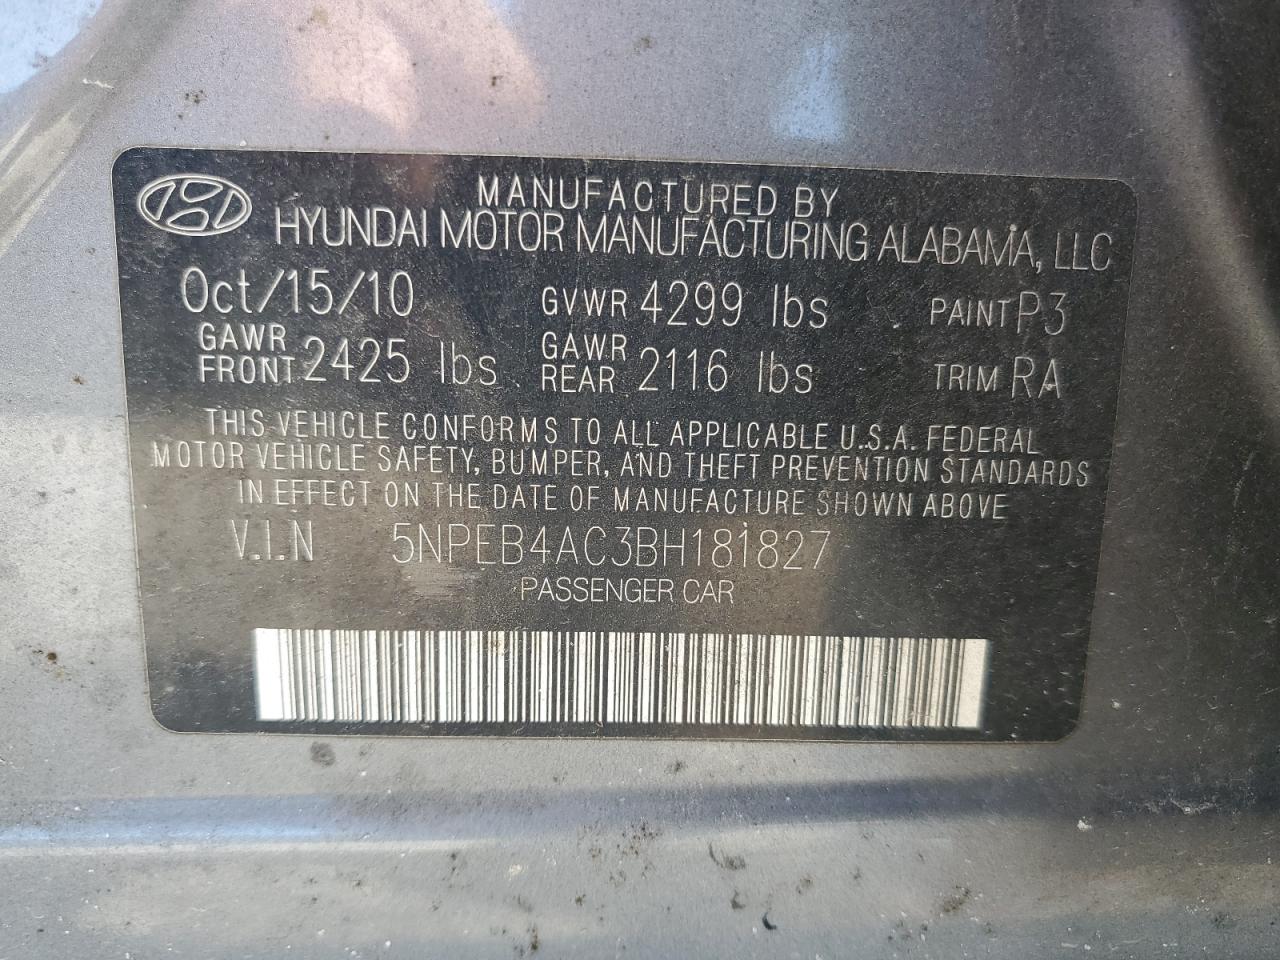 MANUFACTURED BY
HYUNDAI MOTOR MANUFACTURING ALABAMA, LLC
Oct/15/10 GVWR 4299 lbs PAINT P3
GAWR FRONT 2425 lbs GAWR REAR 2116 lbs TRIM RA
THIS VEHICLE CONFORMS TO ALL APPLICABLE U.S.A. FEDERAL
MOTOR VEHICLE SAFETY, BUMPER, AND THEFT PREVENTION STANDARDS
IN EFFECT ON THE DATE OF MANUFACTURE SHOWN ABOVE
V.I.N 5NPEB4AC3BH181827
PASSENGER CAR